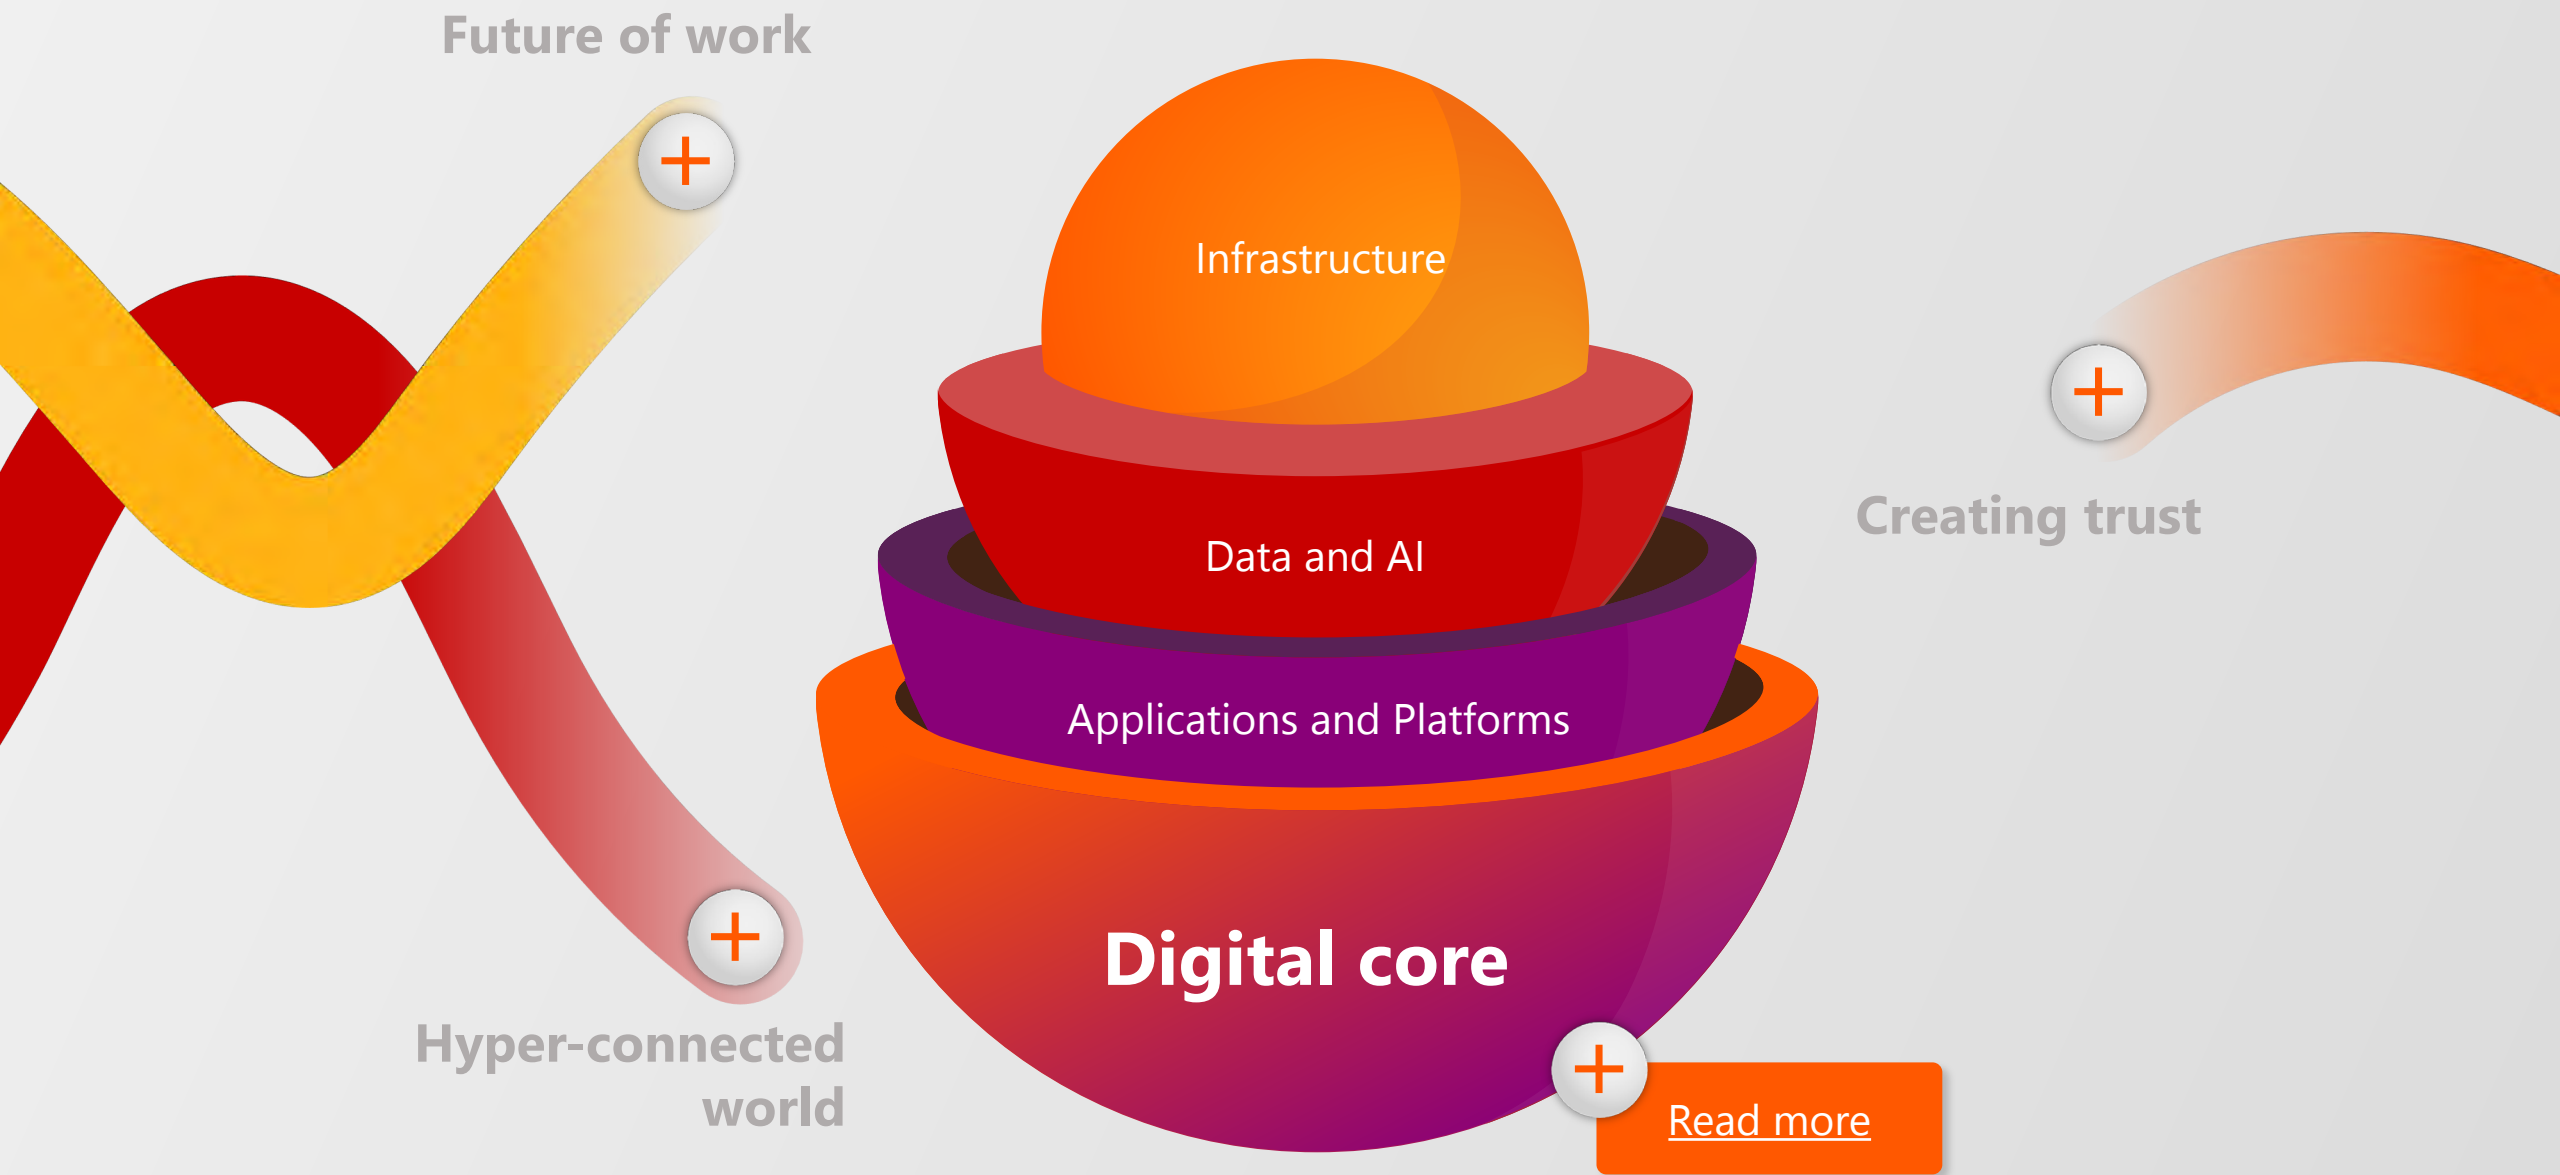 Future of work
Infrastructure
Creating trust
Data and AI
Applications and Platforms
Digital core
Hyper-connected
world
Read more